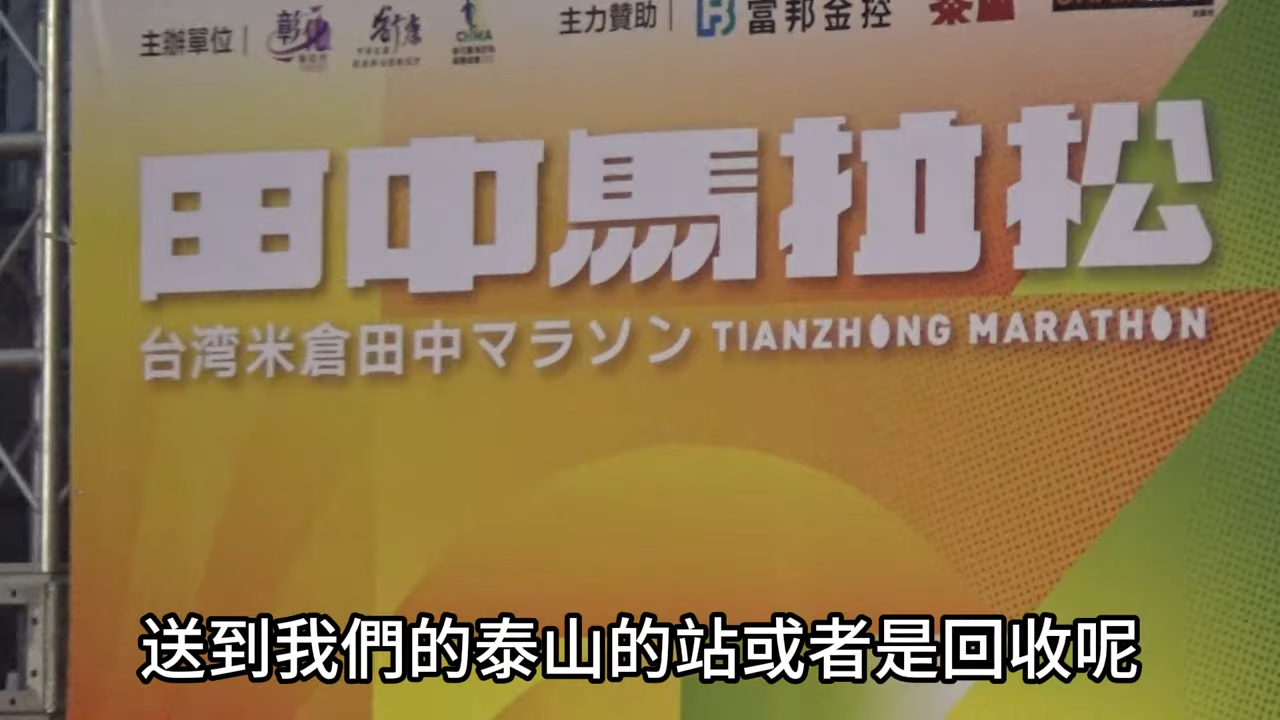 主辦單位｜
CHIMA
主力贊助｜ 富邦金控
田中馬拉松
台湾米倉田中マラソン TIANZHONG MARATHON
送到我們的泰山的站或者是回收呢